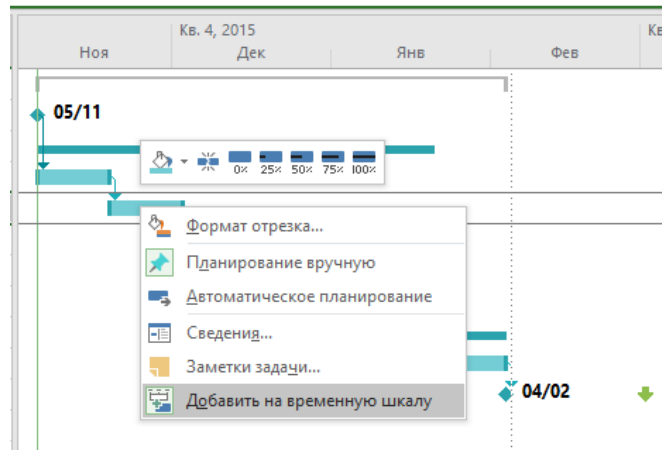 Кв. 4, 2015
Кв
Ноя Дек Янв Фев
05/11
0% 25% 50% 75% 100%
Формат отрезка...
Планирование вручную
Автоматическое планирование
Сведения...
Заметки задачи...
Добавить на временную шкалу
04/02